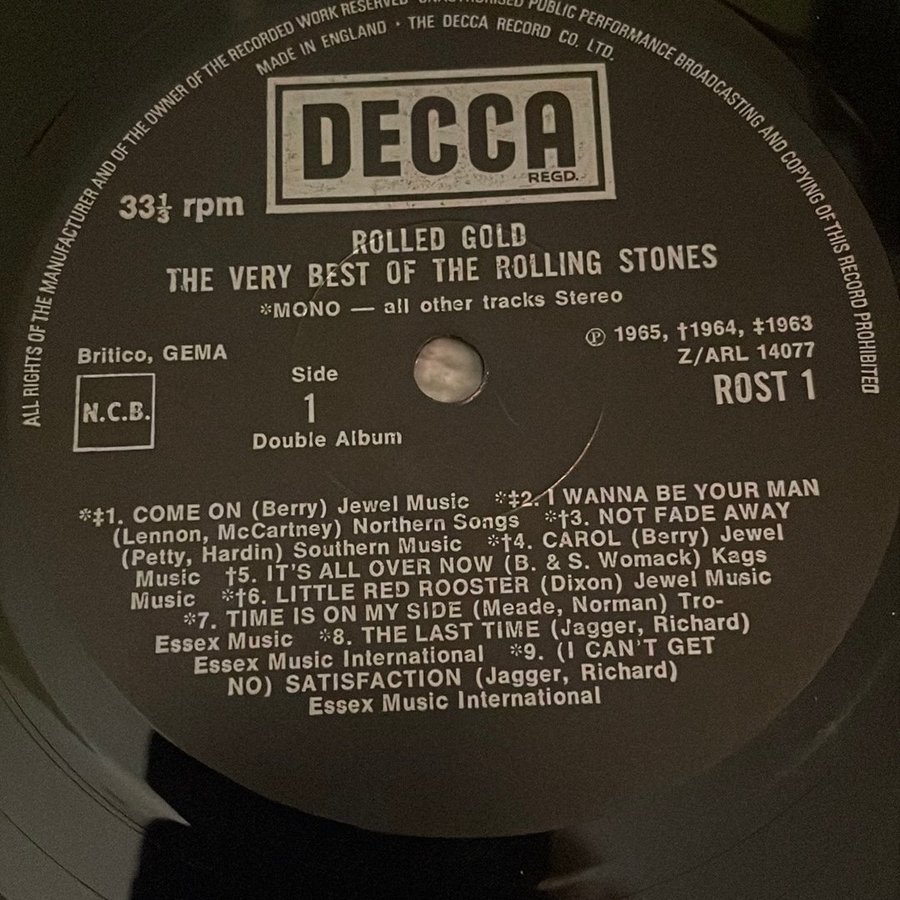 ALL RIGHTS OF THE MANUFACTURER AND OF THE OWNER OF THE RECORDED WORK RESERVED · UNAUTHORISED PUBLIC PERFORMANCE BROADCASTING AND COPYING OF THIS RECORD PROHIBITED
MADE IN ENGLAND · THE DECCA RECORD CO. LTD.
DECCA
REGD.
33⅓ rpm
ROLLED GOLD
THE VERY BEST OF THE ROLLING STONES
*MONO — all other tracks Stereo
℗ 1965, †1964, ‡1963
Britico, GEMA
Z/ARL 14077
Side
ROST 1
N.C.B.
1
Double Album
*‡1. COME ON (Berry) Jewel Music *‡2. I WANNA BE YOUR MAN
(Lennon, McCartney) Northern Songs *†3. NOT FADE AWAY
(Petty, Hardin) Southern Music *†4. CAROL (Berry) Jewel
Music †5. IT'S ALL OVER NOW (B. & S. Womack) Kags
Music *†6. LITTLE RED ROOSTER (Dixon) Jewel Music
*7. TIME IS ON MY SIDE (Meade, Norman) Tro-
Essex Music *8. THE LAST TIME (Jagger, Richard)
Essex Music International *9. (I CAN'T GET
NO) SATISFACTION (Jagger, Richard)
Essex Music International